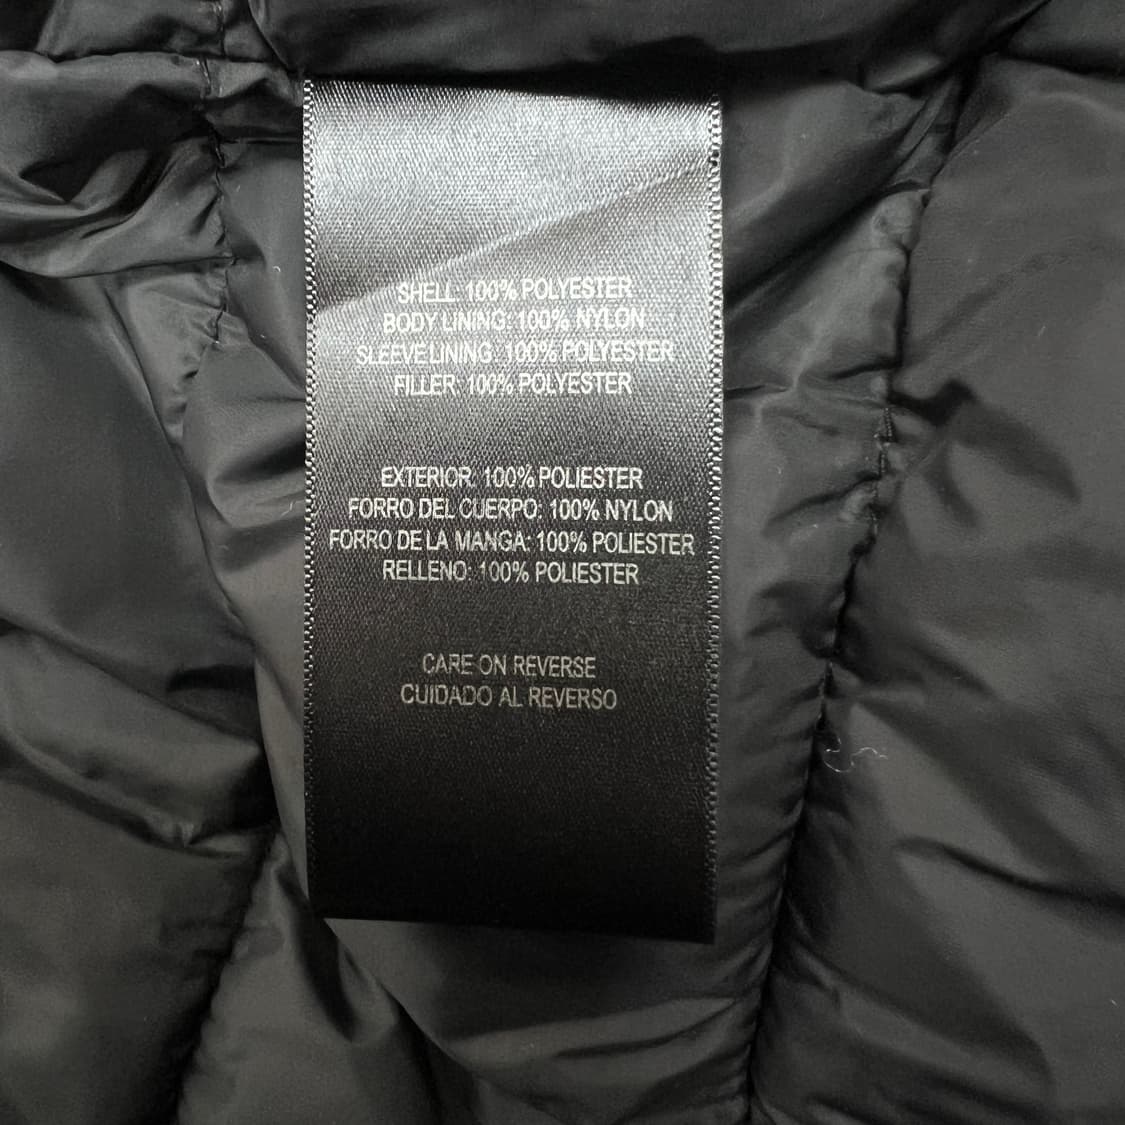 SHELL: 100% POLYESTER
BODY LINING: 100% NYLON
SLEEVE LINING: 100% POLYESTER
FILLER: 100% POLYESTER
EXTERIOR: 100% POLIESTER
FORRO DEL CUERPO: 100% NYLON
FORRO DE LA MANGA: 100% POLIESTER
RELLENO: 100% POLIESTER
CARE ON REVERSE
CUIDADO AL REVERSO